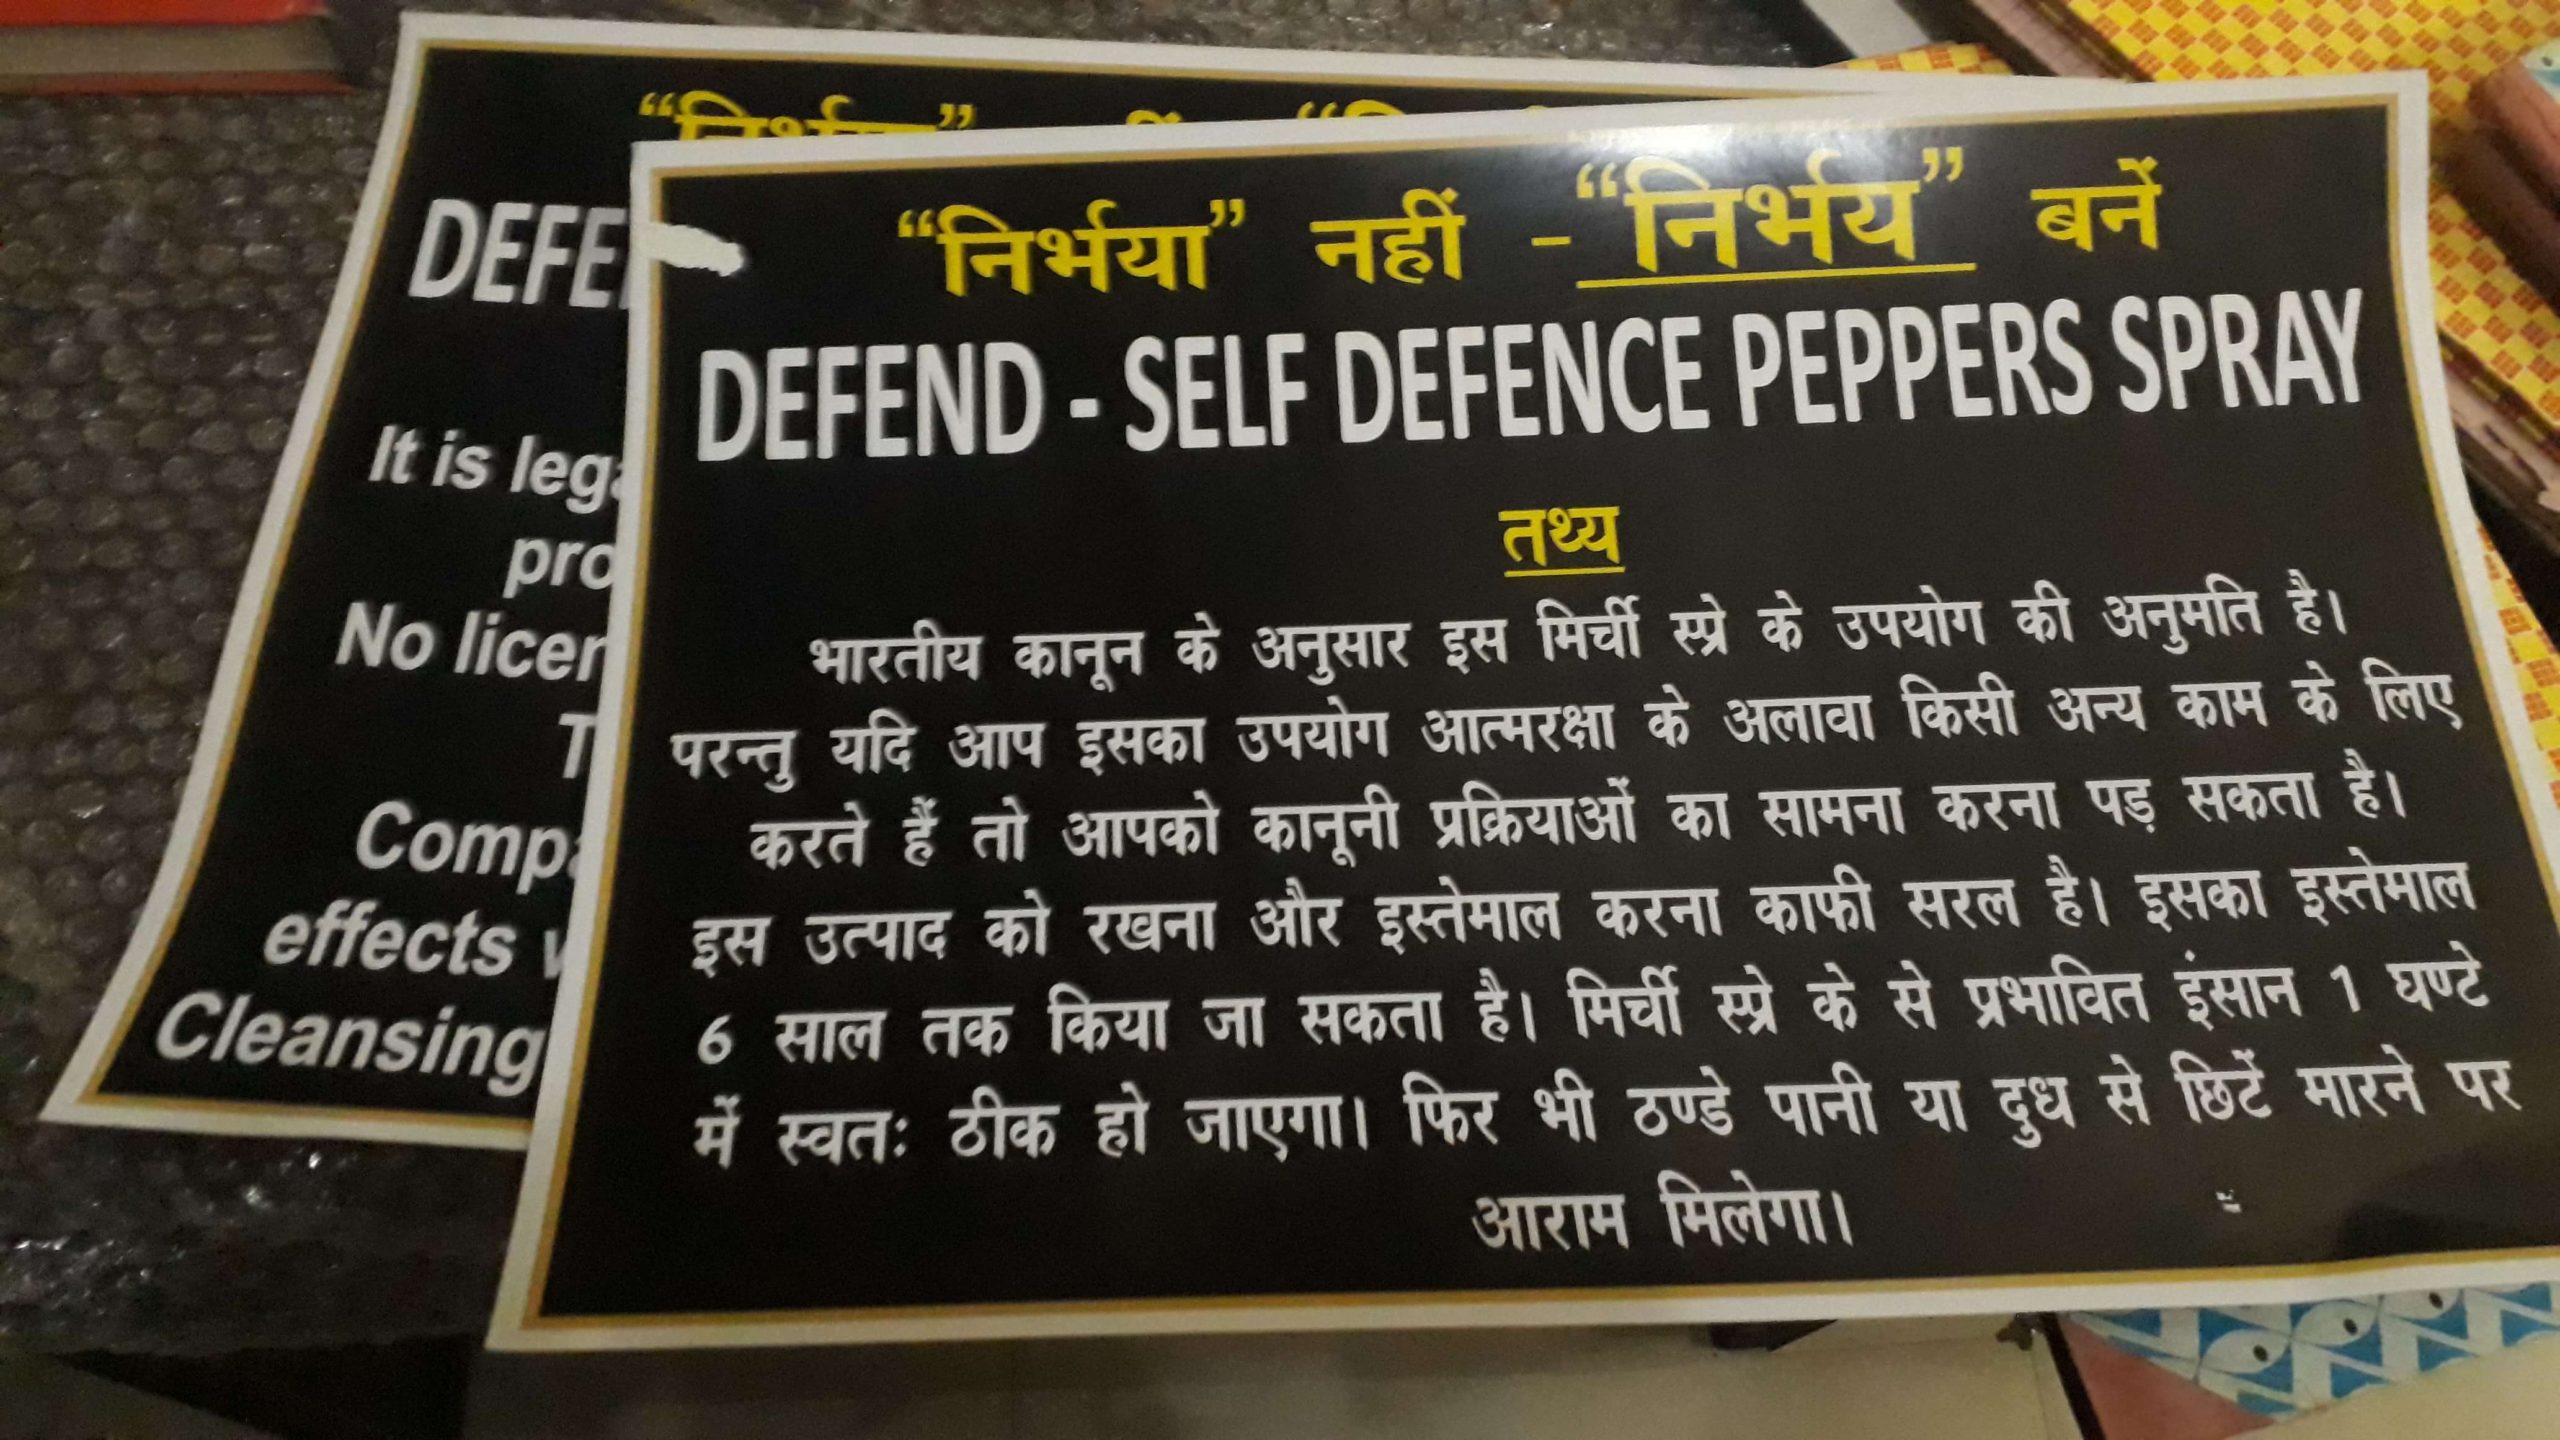 "निर्भया"
DEFE
It is lega
pro
No licen
T
Compa
effects
Cleansing
"निर्भया" नहीं - "निर्भय" बनें
DEFEND - SELF DEFENCE PEPPERS SPRAY
तथ्य
भारतीय कानून के अनुसार इस मिर्ची स्प्रे के उपयोग की अनुमति है।
परन्तु यदि आप इसका उपयोग आत्मरक्षा के अलावा किसी अन्य काम के लिए
करते हैं तो आपको कानूनी प्रक्रियाओं का सामना करना पड़ सकता है।
इस उत्पाद को रखना और इस्तेमाल करना काफी सरल है। इसका इस्तेमाल
6 साल तक किया जा सकता है। मिर्ची स्प्रे के से प्रभावित इंसान 1 घण्टे
में स्वतः ठीक हो जाएगा। फिर भी ठण्डे पानी या दुध से छिटें मारने पर
आराम मिलेगा।